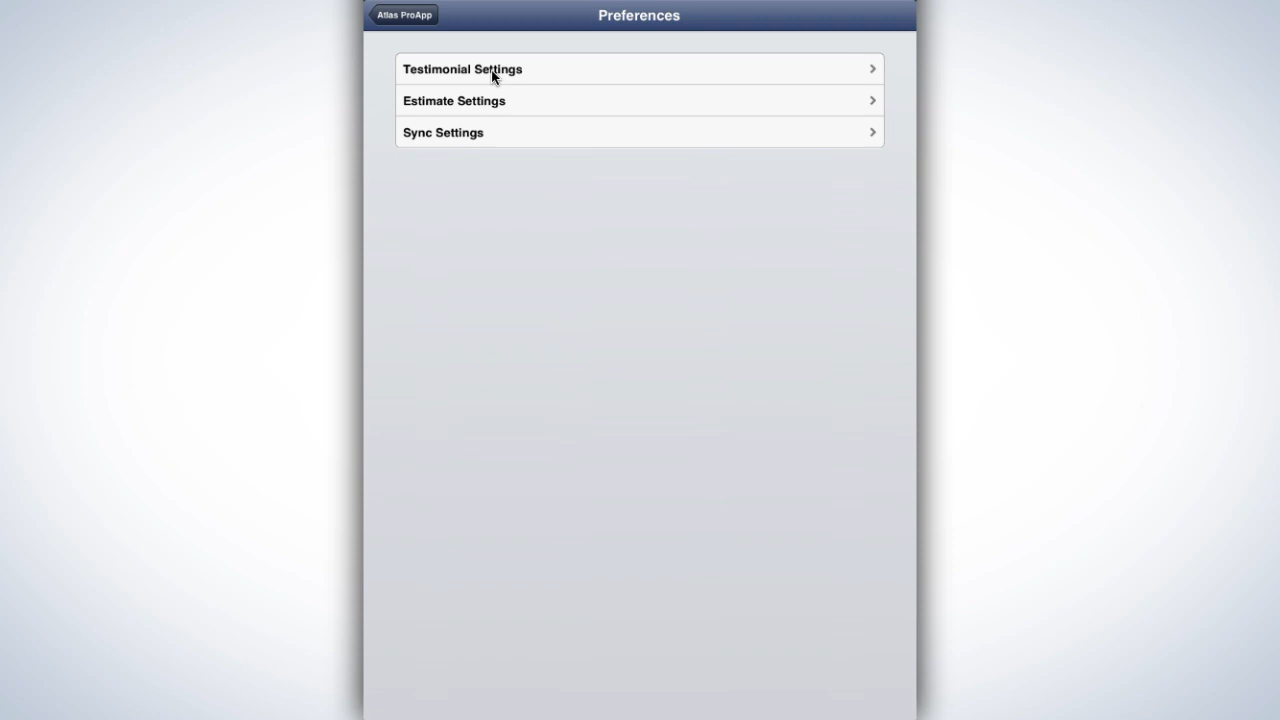 Atlas ProApp
Preferences
Testimonial Settings
Estimate Settings
Sync Settings